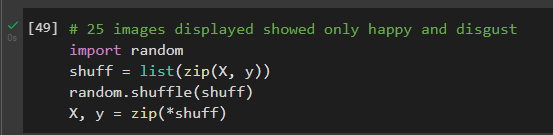 [49] # 25 images displayed showed only happy and disgust
import random
shuff = list(zip(X, y))
random.shuffle(shuff)
X, y = zip(*shuff)
0s